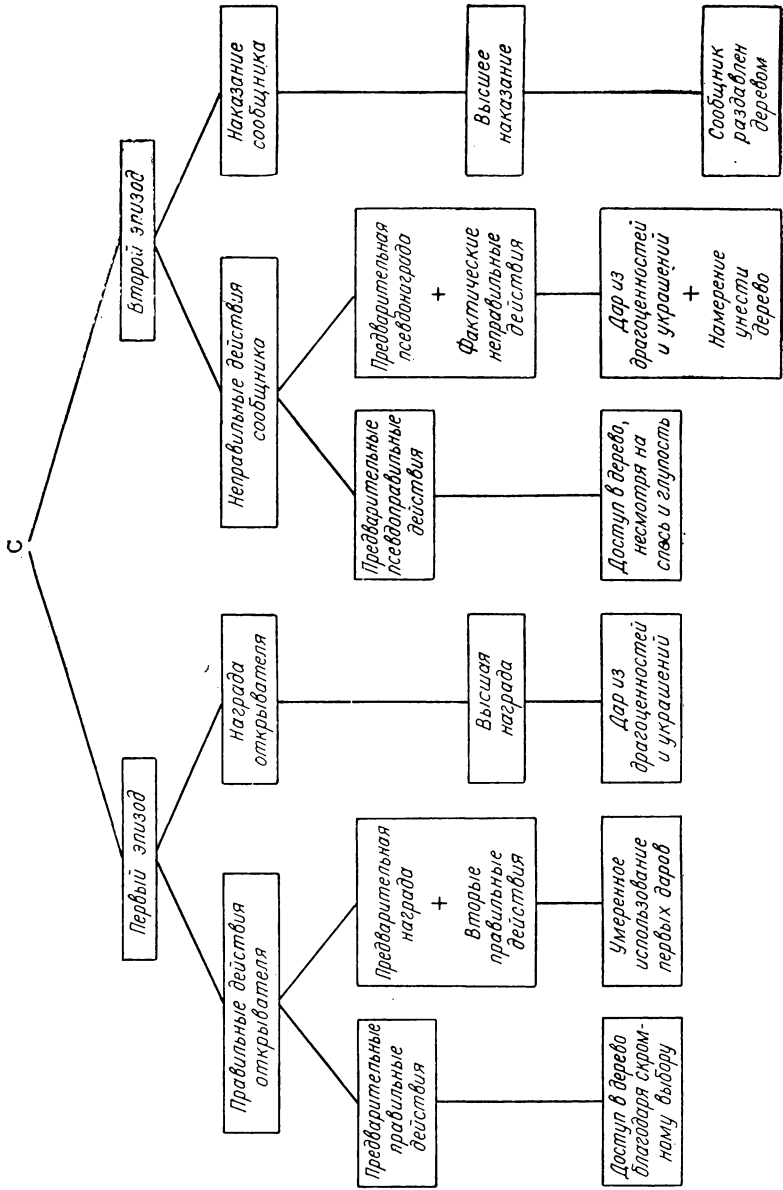 С
Первый эпизод
Второй эпизод
Правильные действия
открывателя
Награда
открывателя
Неправильные действия
сообщника
Наказание
сообщника
Предварительные
правильные
действия
Предварительная
награда
+
Вторые
правильные
действия
Высшая
награда
Предварительные
псевдоправильные
действия
Предварительная
псевдонаграда
+
Фактические
неправильные
действия
Высшее
наказание
Доступ в дерево
благодаря скром-
ному выбору
Умеренное
использование
первых даров
Дар из
драгоценностей
и украшений
Доступ в дерево,
несмотря на
спесь и глупость
Дар из
драгоценностей
и украшений
+
Намерение
унести
дерево
Сообщник
раздавлен
деревом